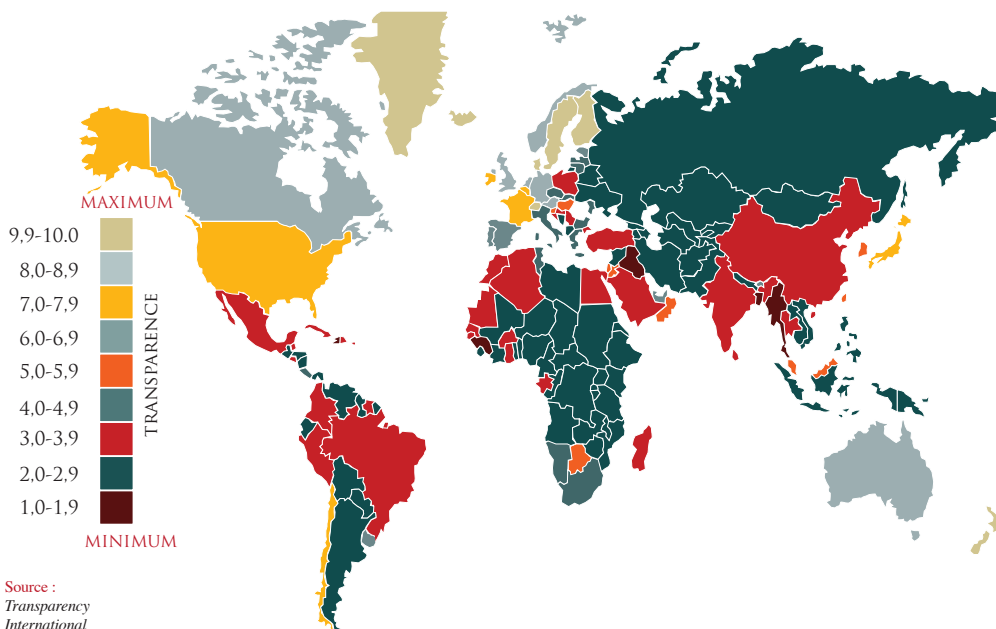 MAXIMUM
9,9-10.0
8,0-8,9
7,0-7,9
6,0-6,9
5,0-5,9
4,0-4,9
3,0-3,9
2,0-2,9
1,0-1,9
TRANSPARENCE
MINIMUM
Source :
Transparency
International